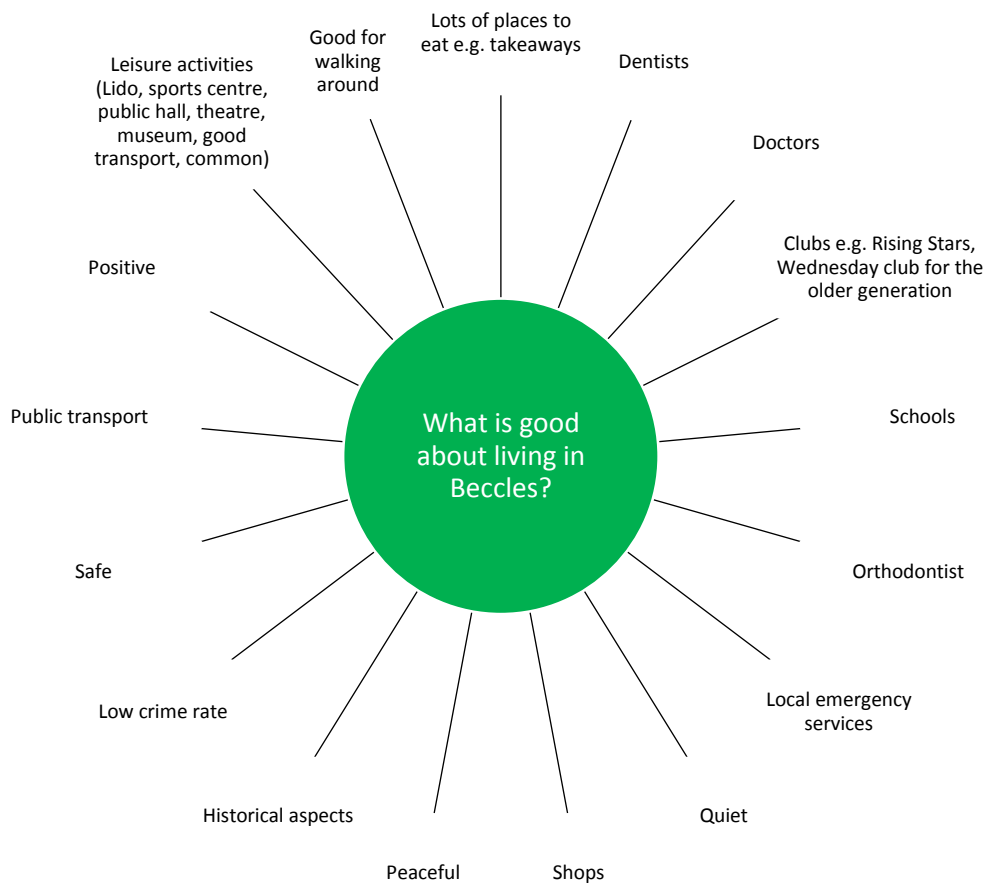 Lots of places to
eat e.g. takeaways
Dentists
Doctors
Clubs e.g. Rising Stars,
Wednesday club for the
older generation
Schools
Orthodontist
Local emergency
services
Quiet
Shops
Peaceful
Historical aspects
Low crime rate
Safe
Public transport
Positive
Leisure activities
(Lido, sports centre,
public hall, theatre,
museum, good
transport, common)
Good for
walking
around
What is good
about living in
Beccles?